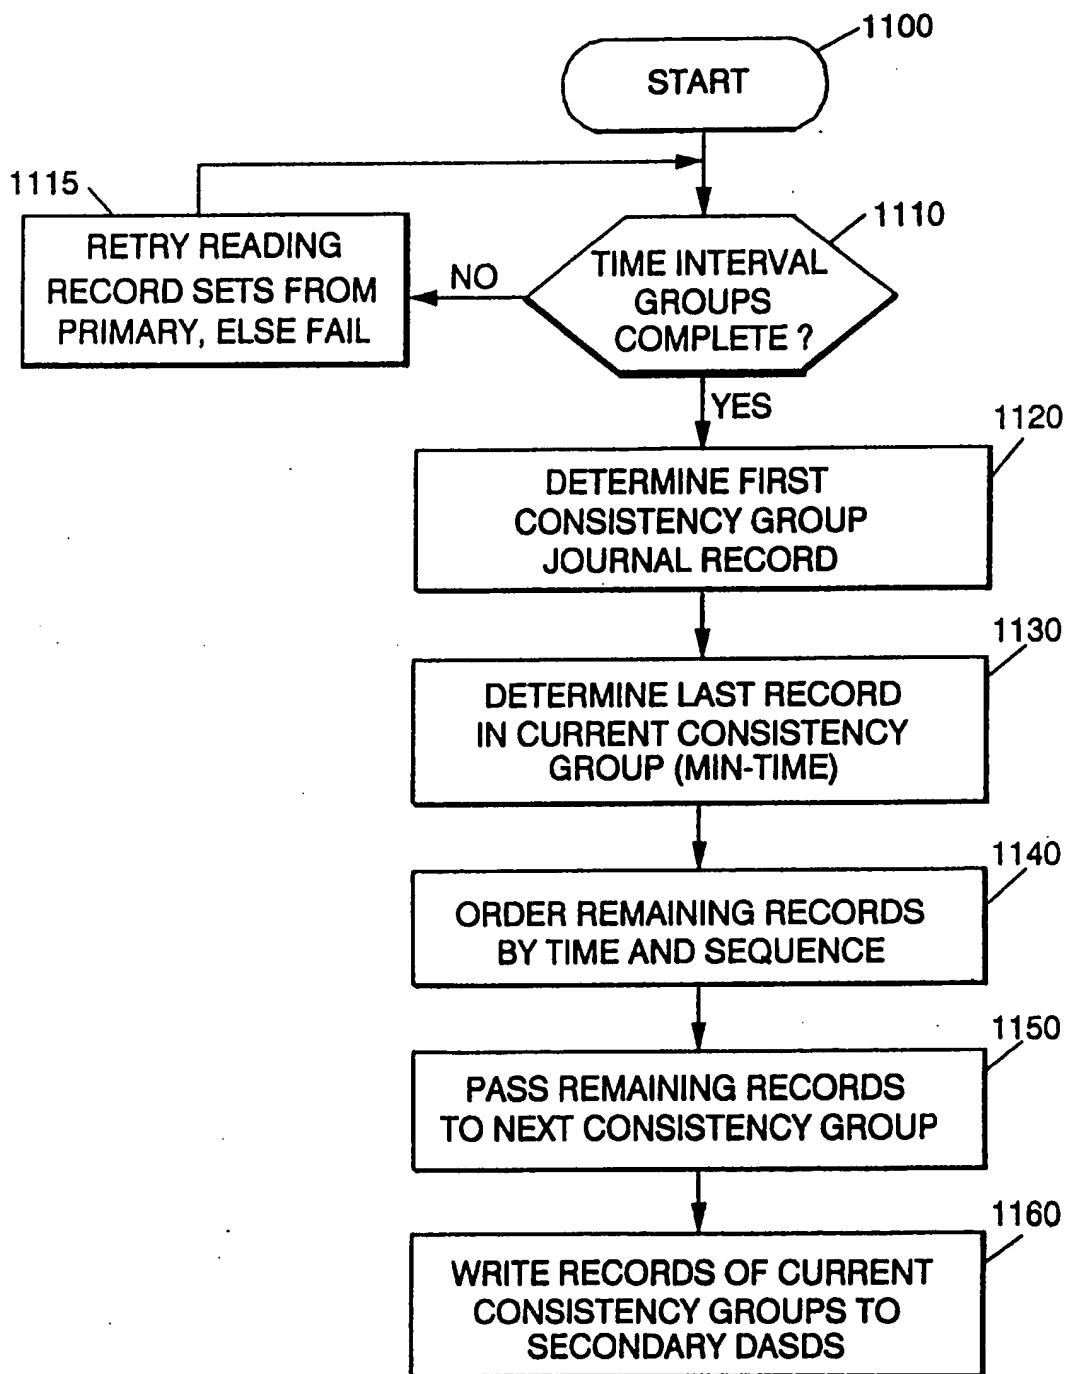 1100
START
1115
RETRY READING
RECORD SETS FROM
PRIMARY, ELSE FAIL
NO
1110
TIME INTERVAL
GROUPS
COMPLETE ?
YES
1120
DETERMINE FIRST
CONSISTENCY GROUP
JOURNAL RECORD
1130
DETERMINE LAST RECORD
IN CURRENT CONSISTENCY
GROUP (MIN-TIME)
1140
ORDER REMAINING RECORDS
BY TIME AND SEQUENCE
1150
PASS REMAINING RECORDS
TO NEXT CONSISTENCY GROUP
1160
WRITE RECORDS OF CURRENT
CONSISTENCY GROUPS TO
SECONDARY DASDS